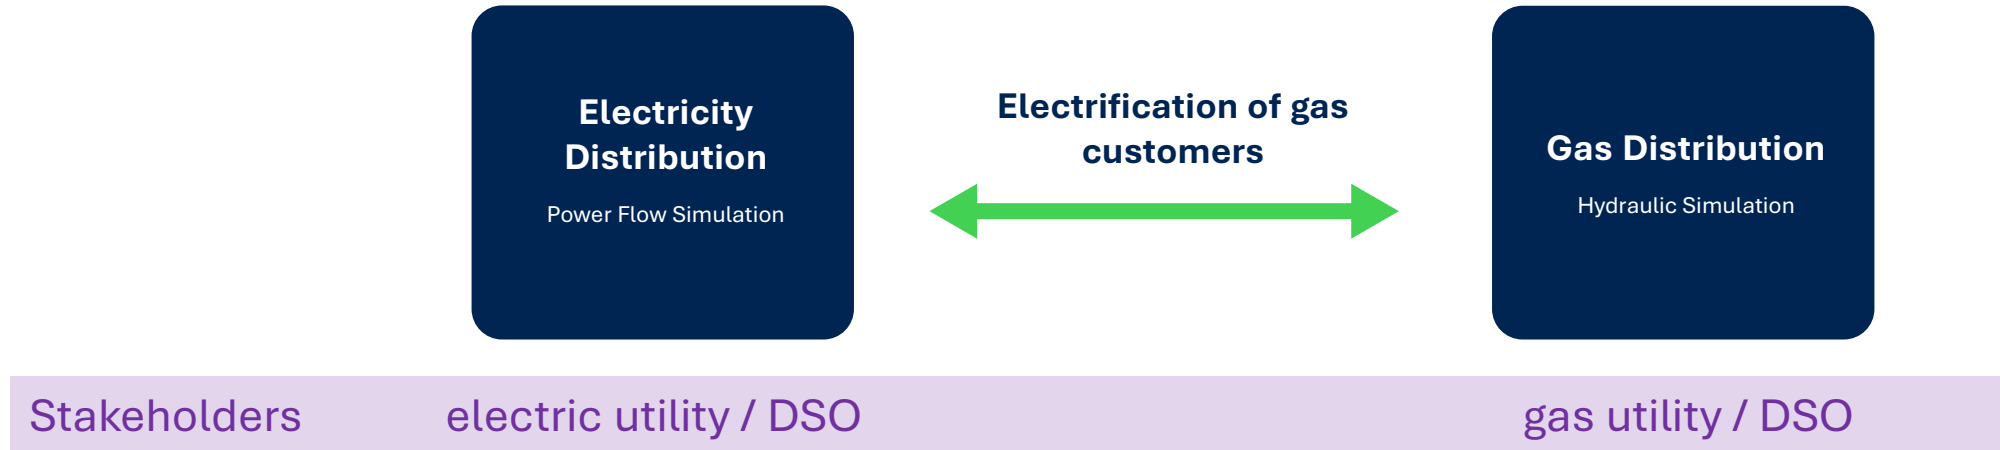 Electricity
Distribution
Power Flow Simulation
Electrification of gas
customers
Gas Distribution
Hydraulic Simulation
Stakeholders electric utility / DSO gas utility / DSO